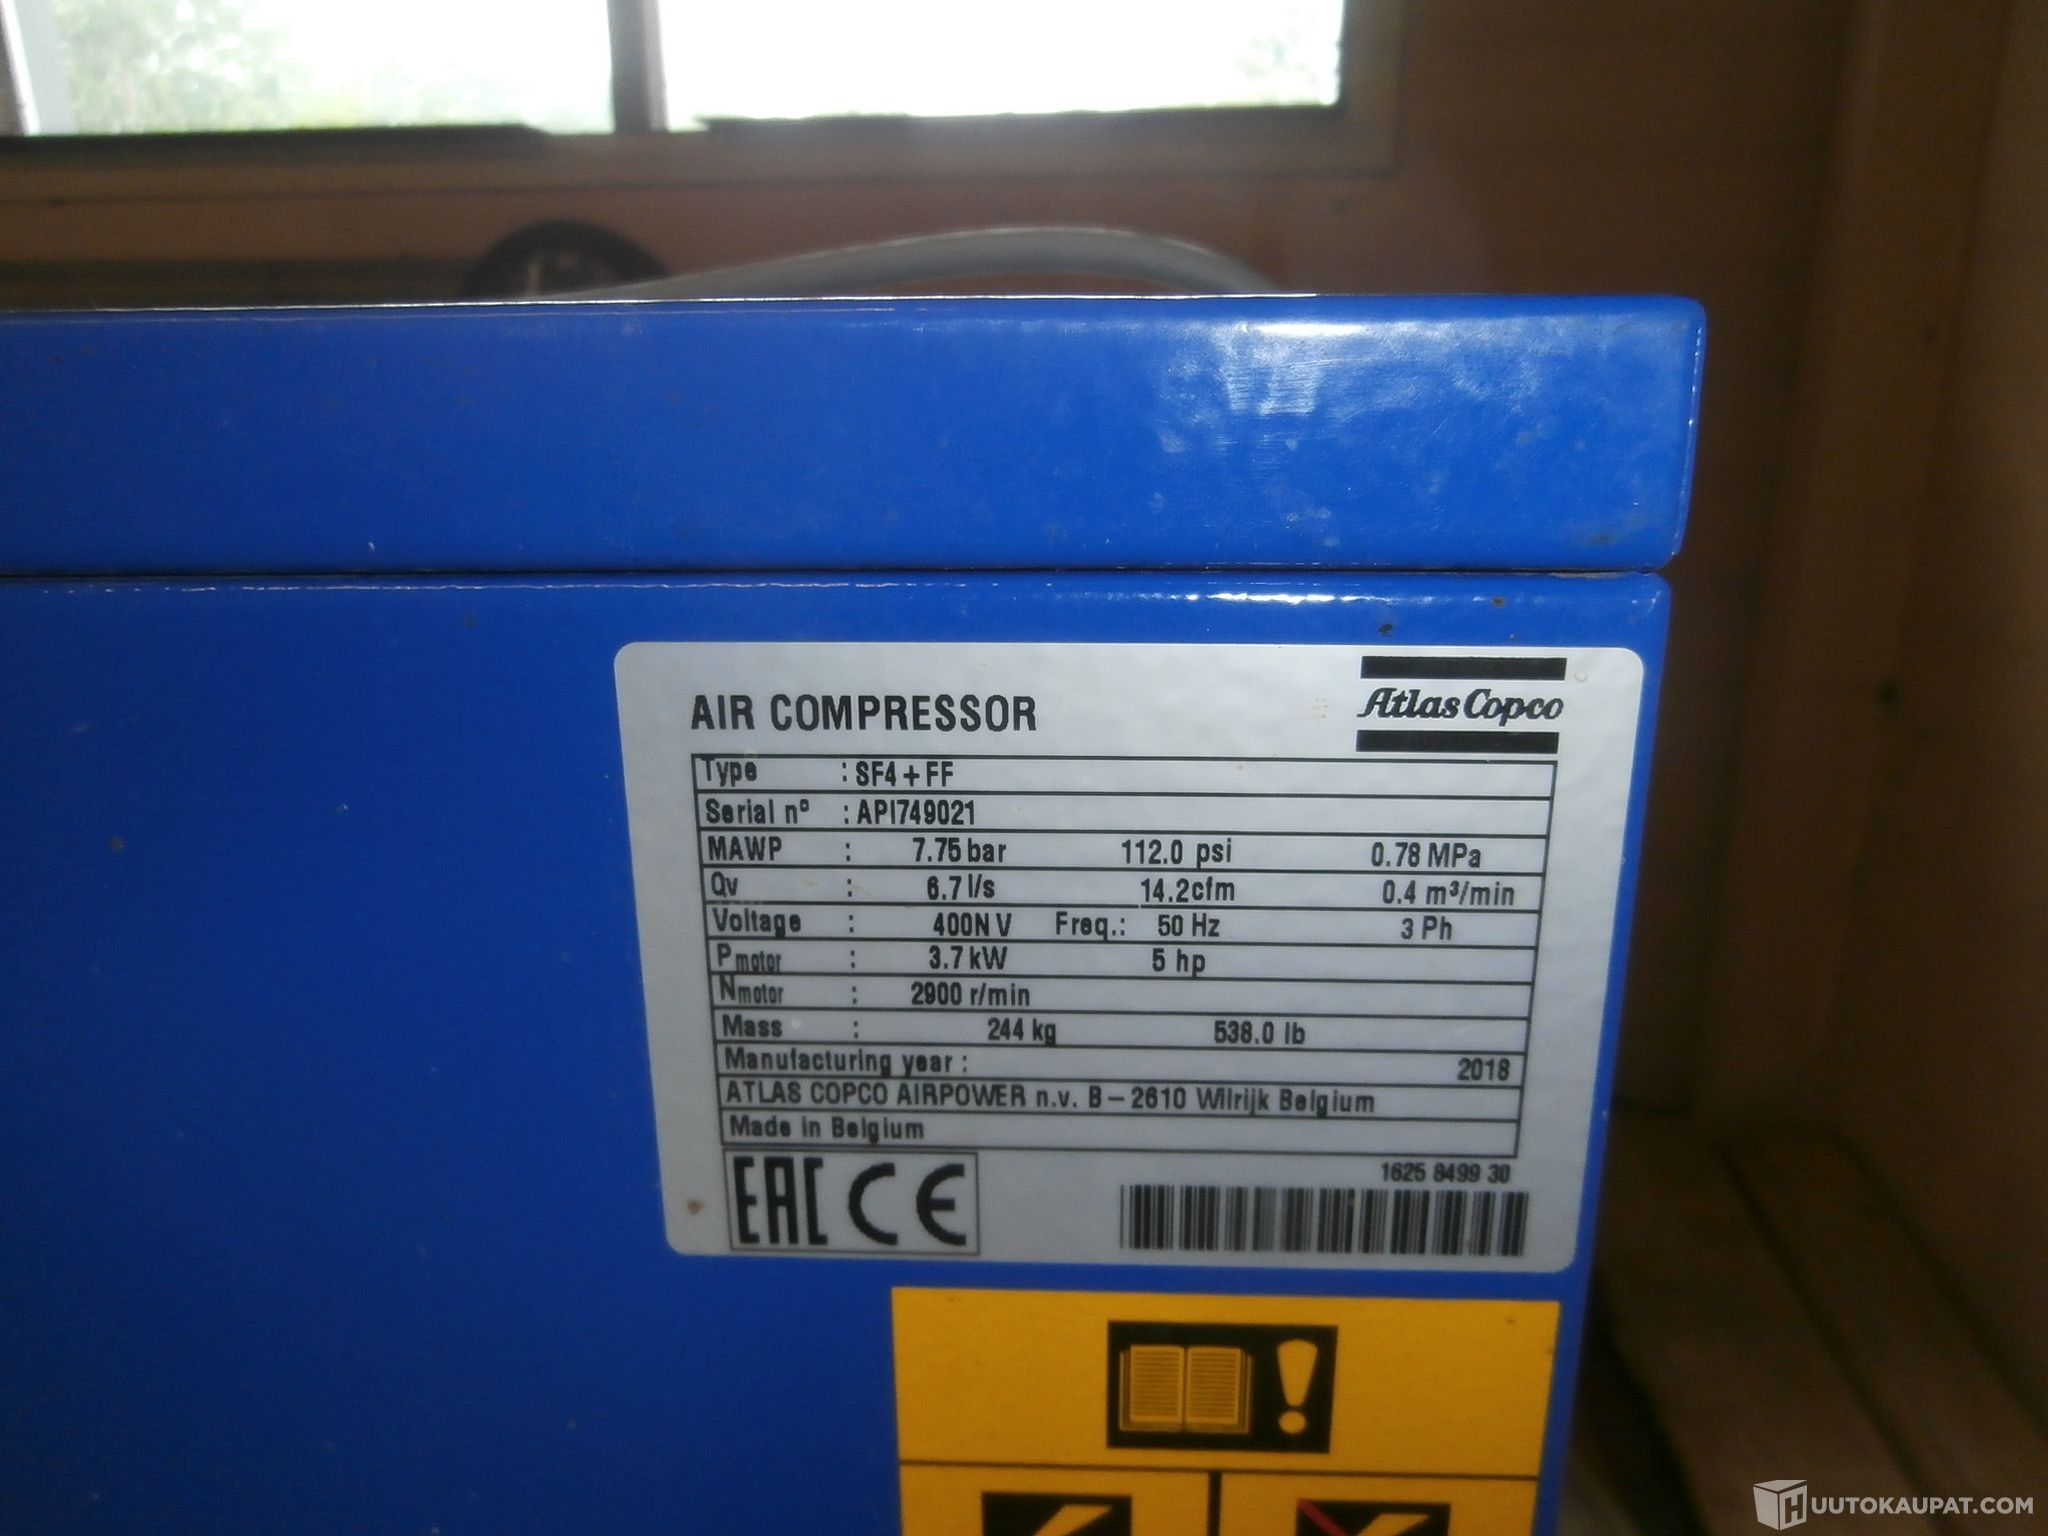 AIR COMPRESSOR
Atlas Copco
Type : SF4+FF
Serial nº : API749021
MAWP : 7.75 bar 112.0 psi 0.78 MPa
Qv : 6.7 l/s 14.2cfm 0.4 m³/min
Voltage : 400N V Freq.: 50 Hz 3 Ph
P motor : 3.7 kW 5 hp
N motor : 2900 r/min
Mass : 244 kg 538.0 lb
Manufacturing year : 2018
ATLAS COPCO AIRPOWER n.v. B – 2610 Wilrijk Belgium
Made in Belgium
1625 8499 30
EAC CE
HUUTOKAUPAT.COM